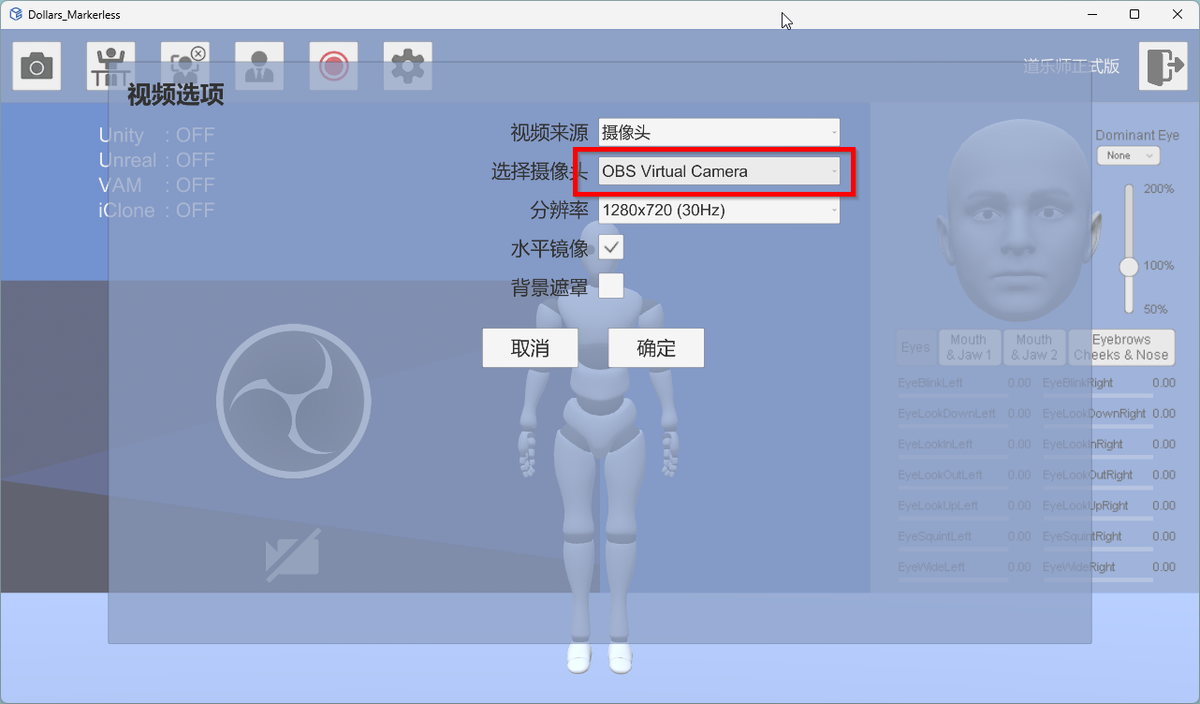 Dollars_Markerless
道乐师正式版
视频选项
Unity : OFF
Unreal : OFF
VAM : OFF
iClone : OFF
视频来源 摄像头
选择摄像头 OBS Virtual Camera
分辨率 1280x720 (30Hz)
水平镜像
背景遮罩
取消 确定
Dominant Eye
None
200%
100%
50%
Eyes
Mouth
& Jaw 1
Mouth
& Jaw 2
Eyebrows
Cheeks & Nose
EyeBlinkLeft 0.00 EyeBlinkRight 0.00
EyeLookDownLeft 0.00 EyeLookDownRight 0.00
EyeLookInLeft 0.00 EyeLookInRight 0.00
EyeLookOutLeft 0.00 EyeLookOutRight 0.00
EyeLookUpLeft 0.00 EyeLookUpRight 0.00
EyeSquintLeft 0.00 EyeSquintRight 0.00
EyeWideLeft 0.00 EyeWideRight 0.00